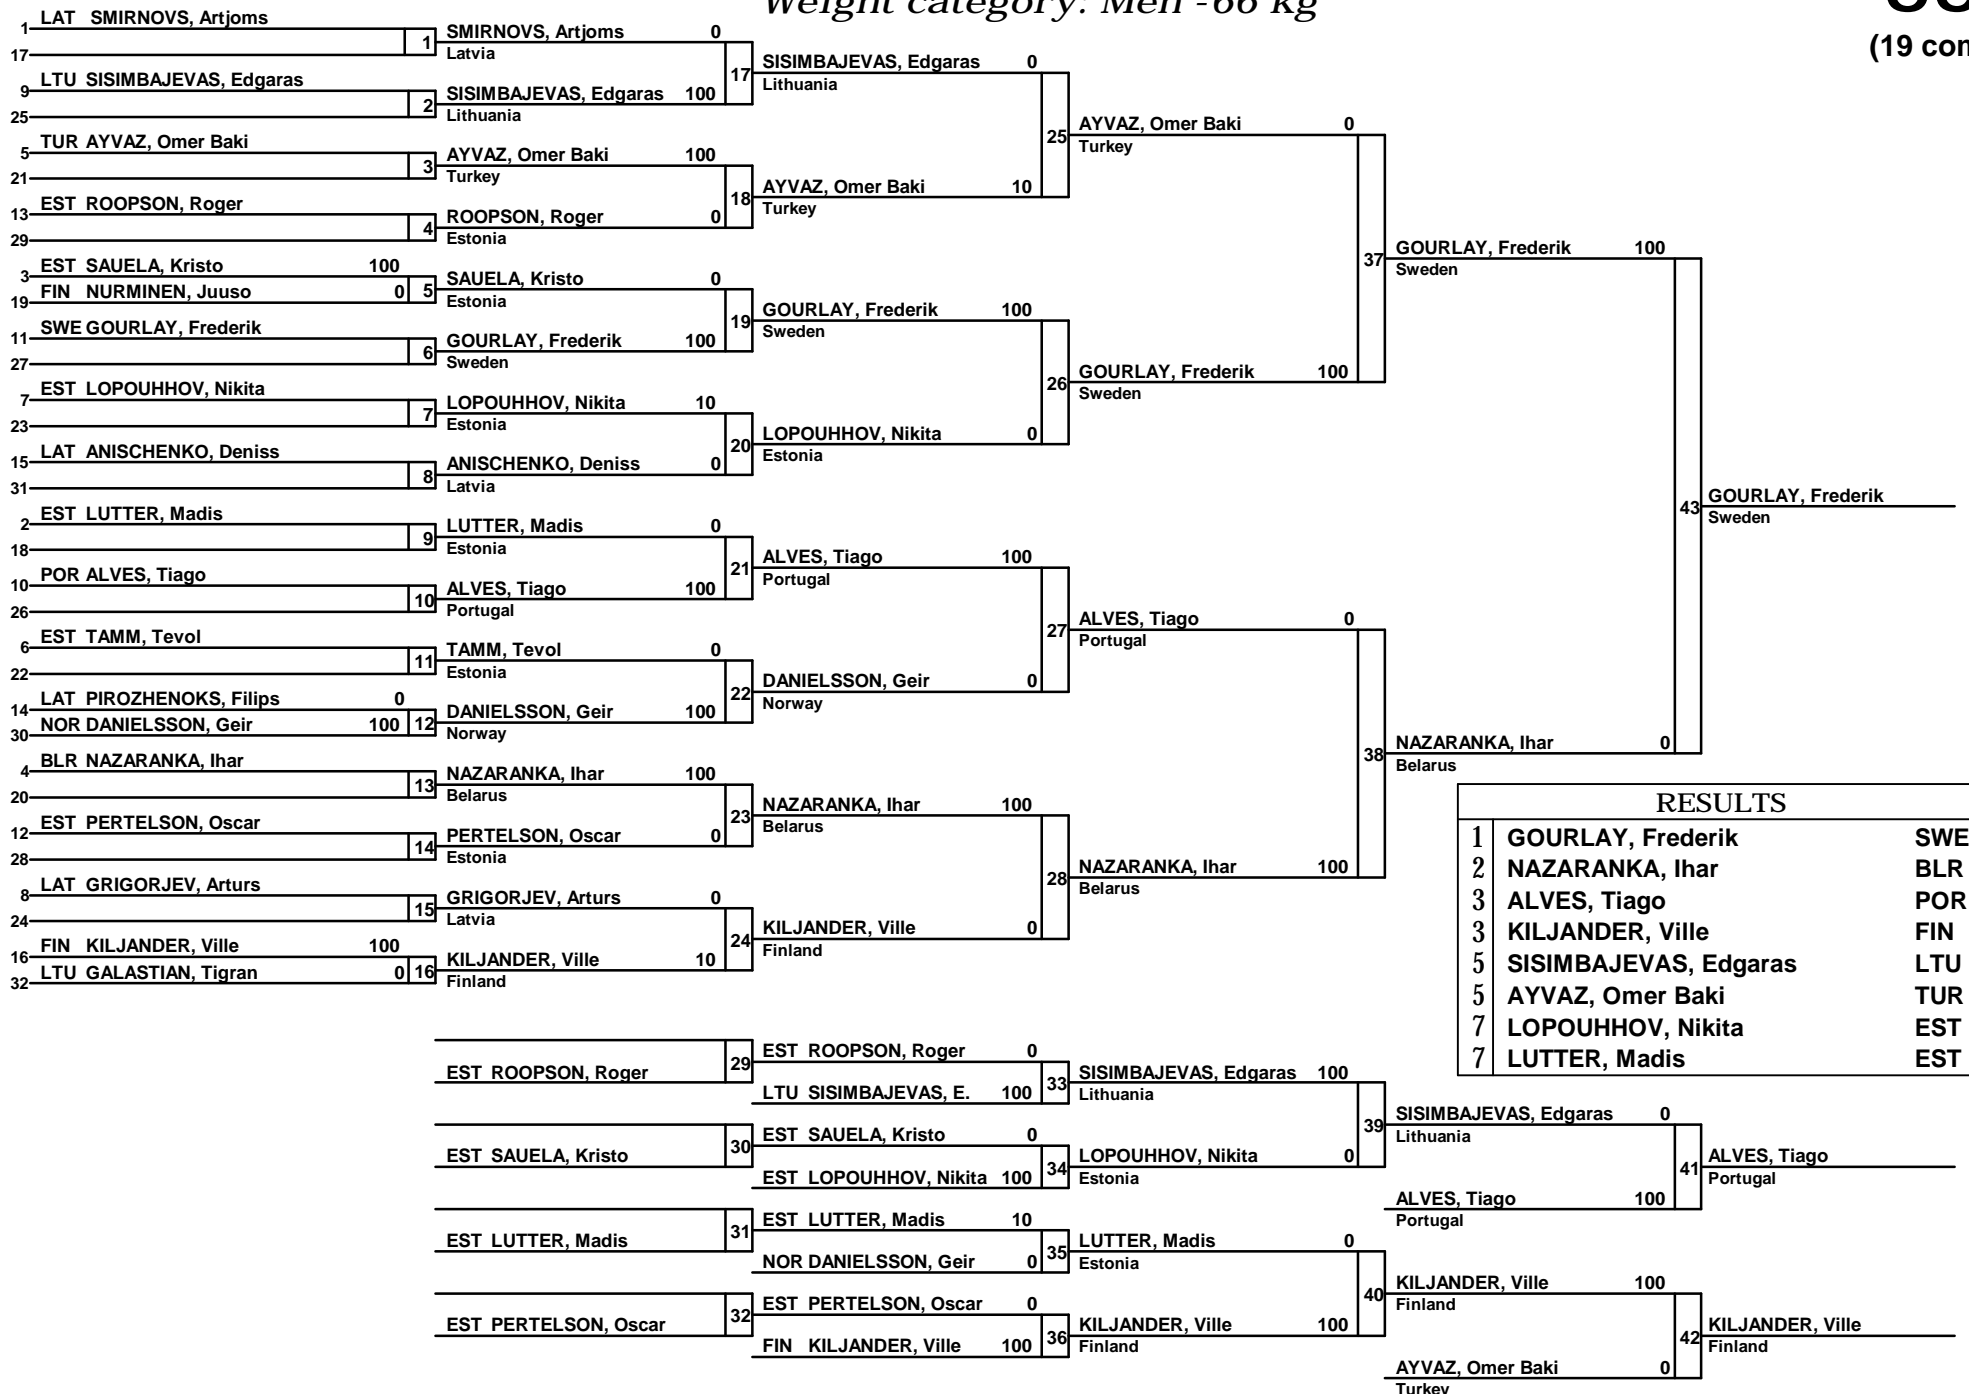 Weight category: Men -66 kg
(19 con
1 LAT SMIRNOVS, Artjoms
17
1 SMIRNOVS, Artjoms 0
Latvia
9 LTU SISIMBAJEVAS, Edgaras
25
2 SISIMBAJEVAS, Edgaras 100
Lithuania
5 TUR AYVAZ, Omer Baki
21
3 AYVAZ, Omer Baki 100
Turkey
13 EST ROOPSON, Roger
29
4 ROOPSON, Roger 0
Estonia
3 EST SAUELA, Kristo 100
19 FIN NURMINEN, Juuso 0
5 SAUELA, Kristo 0
Estonia
11 SWE GOURLAY, Frederik
27
6 GOURLAY, Frederik 100
Sweden
7 EST LOPOUHHOV, Nikita
23
7 LOPOUHHOV, Nikita 10
Estonia
15 LAT ANISCHENKO, Deniss
31
8 ANISCHENKO, Deniss 0
Latvia
2 EST LUTTER, Madis
18
9 LUTTER, Madis 0
Estonia
10 POR ALVES, Tiago
26
10 ALVES, Tiago 100
Portugal
6 EST TAMM, Tevol
22
11 TAMM, Tevol 0
Estonia
14 LAT PIROZHENOKS, Filips 0
30 NOR DANIELSSON, Geir 100
12 DANIELSSON, Geir 100
Norway
4 BLR NAZARANKA, Ihar
20
13 NAZARANKA, Ihar 100
Belarus
12 EST PERTELSON, Oscar
28
14 PERTELSON, Oscar 0
Estonia
8 LAT GRIGORJEV, Arturs
24
15 GRIGORJEV, Arturs 0
Latvia
16 FIN KILJANDER, Ville 100
32 LTU GALASTIAN, Tigran 0
16 KILJANDER, Ville 10
Finland
17 SISIMBAJEVAS, Edgaras 0
Lithuania
18 AYVAZ, Omer Baki 10
Turkey
19 GOURLAY, Frederik 100
Sweden
20 LOPOUHHOV, Nikita 0
Estonia
21 ALVES, Tiago 100
Portugal
22 DANIELSSON, Geir 0
Norway
23 NAZARANKA, Ihar 100
Belarus
24 KILJANDER, Ville 0
Finland
25 AYVAZ, Omer Baki 0
Turkey
26 GOURLAY, Frederik 100
Sweden
27 ALVES, Tiago 0
Portugal
28 NAZARANKA, Ihar 100
Belarus
37 GOURLAY, Frederik 100
Sweden
38 NAZARANKA, Ihar 0
Belarus
43 GOURLAY, Frederik
Sweden
RESULTS
1 GOURLAY, Frederik SWE
2 NAZARANKA, Ihar BLR
3 ALVES, Tiago POR
3 KILJANDER, Ville FIN
5 SISIMBAJEVAS, Edgaras LTU
5 AYVAZ, Omer Baki TUR
7 LOPOUHHOV, Nikita EST
7 LUTTER, Madis EST
EST ROOPSON, Roger
29 EST ROOPSON, Roger 0
LTU SISIMBAJEVAS, E. 100
EST SAUELA, Kristo
30 EST SAUELA, Kristo 0
EST LOPOUHHOV, Nikita 100
EST LUTTER, Madis
31 EST LUTTER, Madis 10
NOR DANIELSSON, Geir 0
EST PERTELSON, Oscar
32 EST PERTELSON, Oscar 0
FIN KILJANDER, Ville 100
33 SISIMBAJEVAS, Edgaras 100
Lithuania
34 LOPOUHHOV, Nikita 0
Estonia
35 LUTTER, Madis 0
Estonia
36 KILJANDER, Ville 100
Finland
39 SISIMBAJEVAS, Edgaras 0
Lithuania
ALVES, Tiago 100
Portugal
40 KILJANDER, Ville 100
Finland
AYVAZ, Omer Baki 0
Turkey
41 ALVES, Tiago
Portugal
42 KILJANDER, Ville
Finland